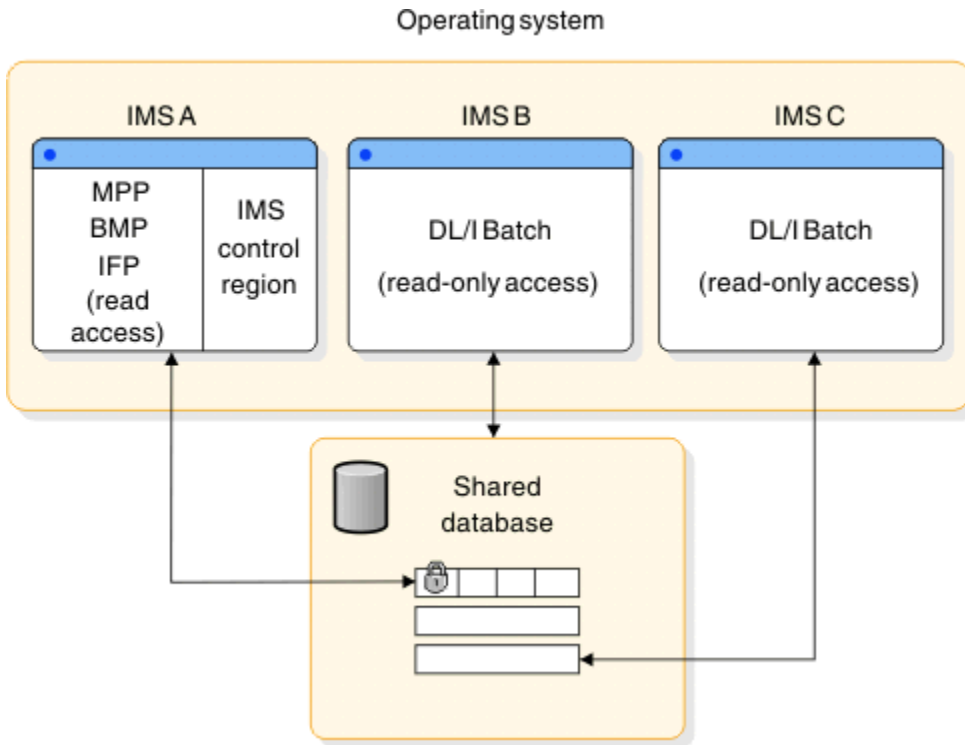 Operating system
IMS A
IMS B
IMS C
MPP
BMP
IFP
(read
access)
IMS
control
region
DL/I Batch
(read-only access)
DL/I Batch
(read-only access)
Shared
database